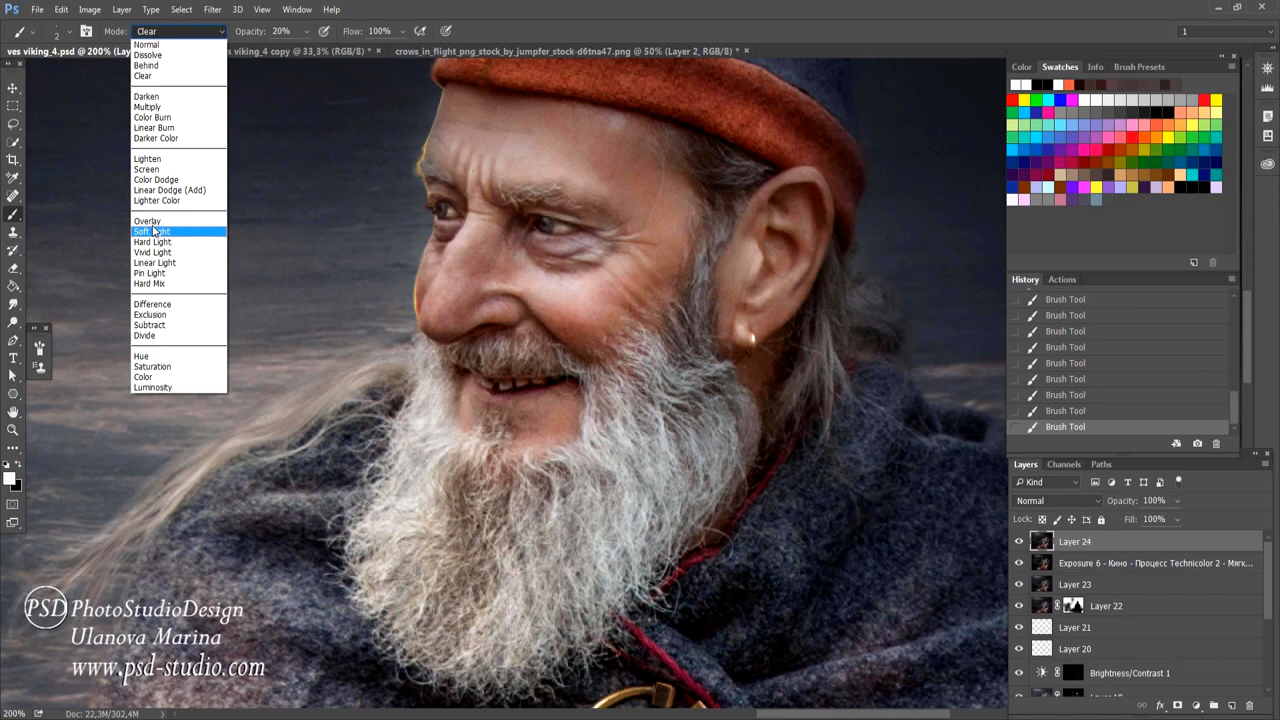 Ps File Edit Image Layer Type Select Filter 3D View Window Help
2 Mode: Clear Opacity: 20% Flow: 100% 1
ves viking_4.psd @ 200% (Layer 24, RGB/8) *
viking_4 copy @ 33,3% (RGB/8) * ×
crows_in_flight_png_stock_by_jumpfer_stock-d6tna47.png @ 50% (Layer 2, RGB/8) * ×
Normal
Dissolve
Behind
Clear
Darken
Multiply
Color Burn
Linear Burn
Darker Color
Lighten
Screen
Color Dodge
Linear Dodge (Add)
Lighter Color
Overlay
Soft Light
Hard Light
Vivid Light
Linear Light
Pin Light
Hard Mix
Difference
Exclusion
Subtract
Divide
Hue
Saturation
Color
Luminosity
Color Swatches Info Brush Presets
History Actions
Brush Tool
Brush Tool
Brush Tool
Brush Tool
Brush Tool
Brush Tool
Brush Tool
Brush Tool
Brush Tool
Layers Channels Paths
Kind
Normal Opacity: 100%
Lock: Fill: 100%
Layer 24
Exposure 6 - Кино - Процесс Technicolor 2 - Мягк...
Layer 23
Layer 22
Layer 21
Layer 20
Brightness/Contrast 1
PSD PhotoStudioDesign
Ulanova Marina
www.psd-studio.com
200% Doc: 22,3M/302,4M